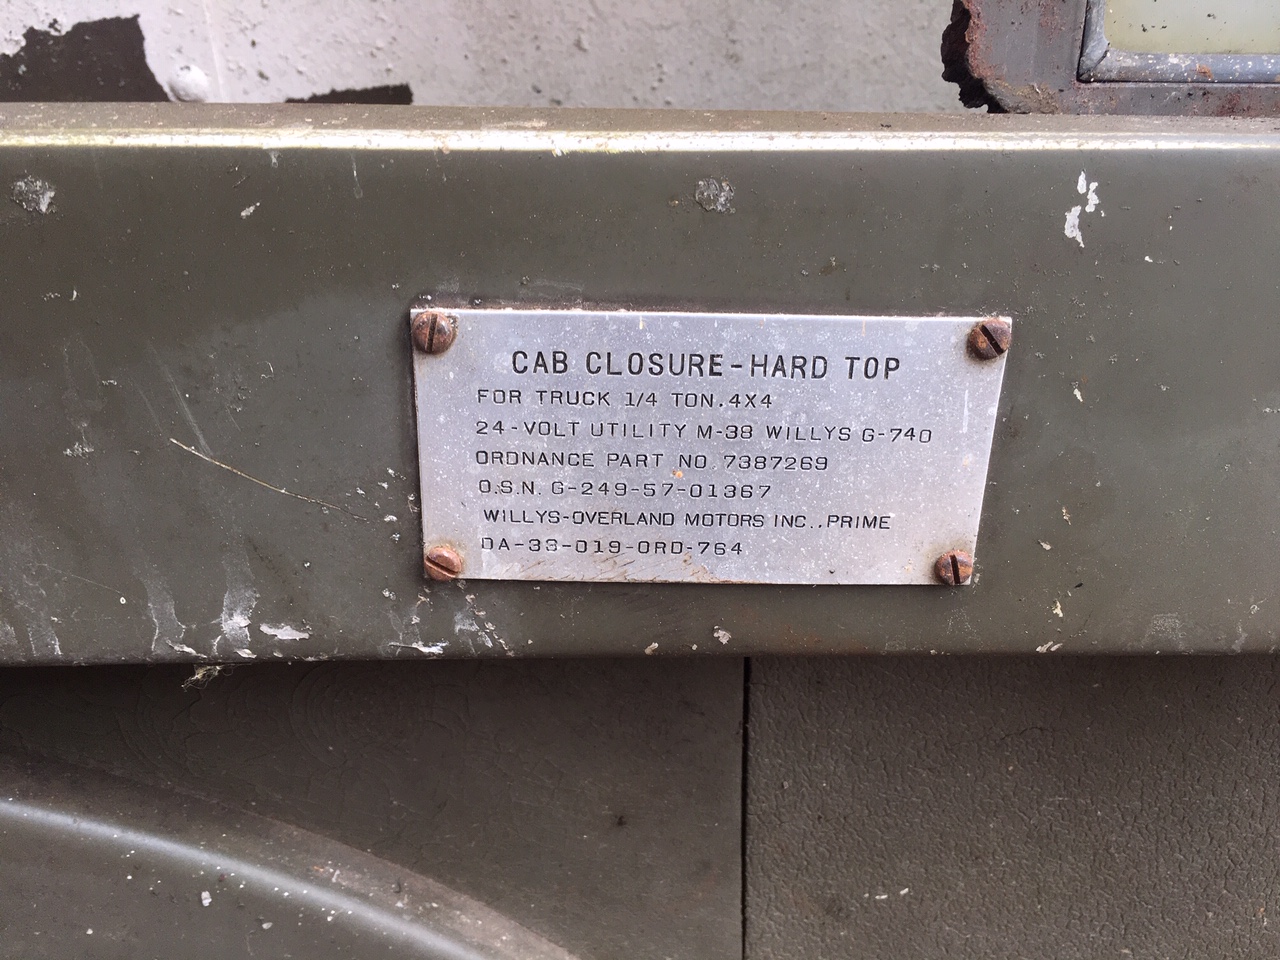 CAB CLOSURE-HARD TOP
FOR TRUCK 1/4 TON.4X4
24-VOLT UTILITY M-38 WILLYS G-740
ORDNANCE PART NO. 7387269
O.S.N. G-249-57-01367
WILLYS-OVERLAND MOTORS INC..PRIME
DA-33-019-ORD-764